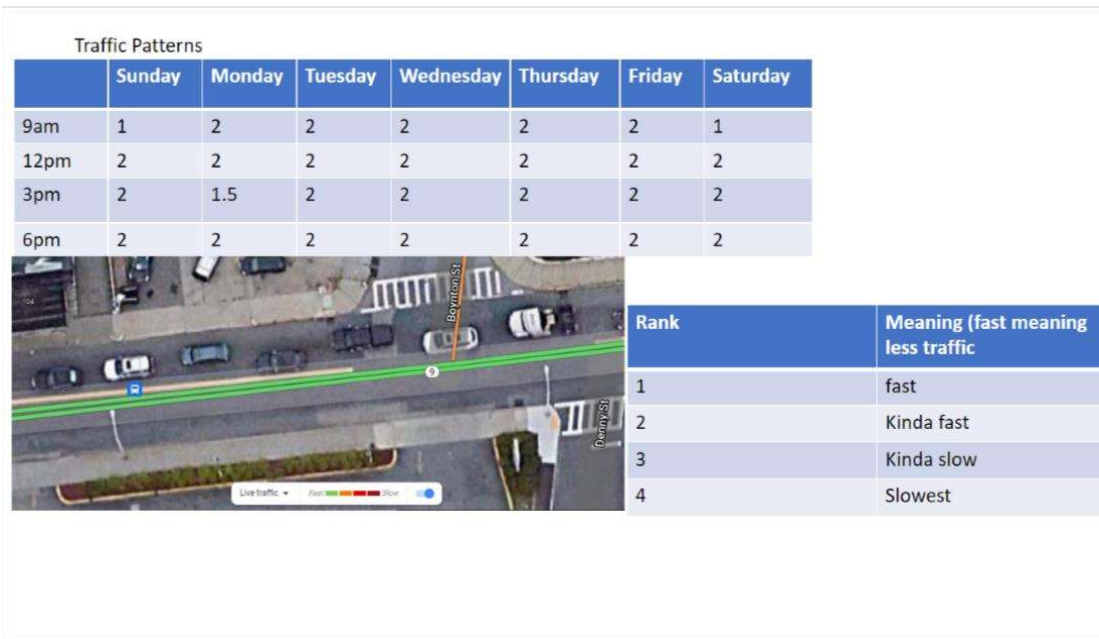 Traffic Patterns
Sunday Monday Tuesday Wednesday Thursday Friday Saturday
9am 1 2 2 2 2 2 1
12pm 2 2 2 2 2 2 2
3pm 2 1.5 2 2 2 2 2
6pm 2 2 2 2 2 2 2
104
Boynton St
9
Denny St
Live traffic Fast Slow
Rank Meaning (fast meaning
less traffic
1 fast
2 Kinda fast
3 Kinda slow
4 Slowest